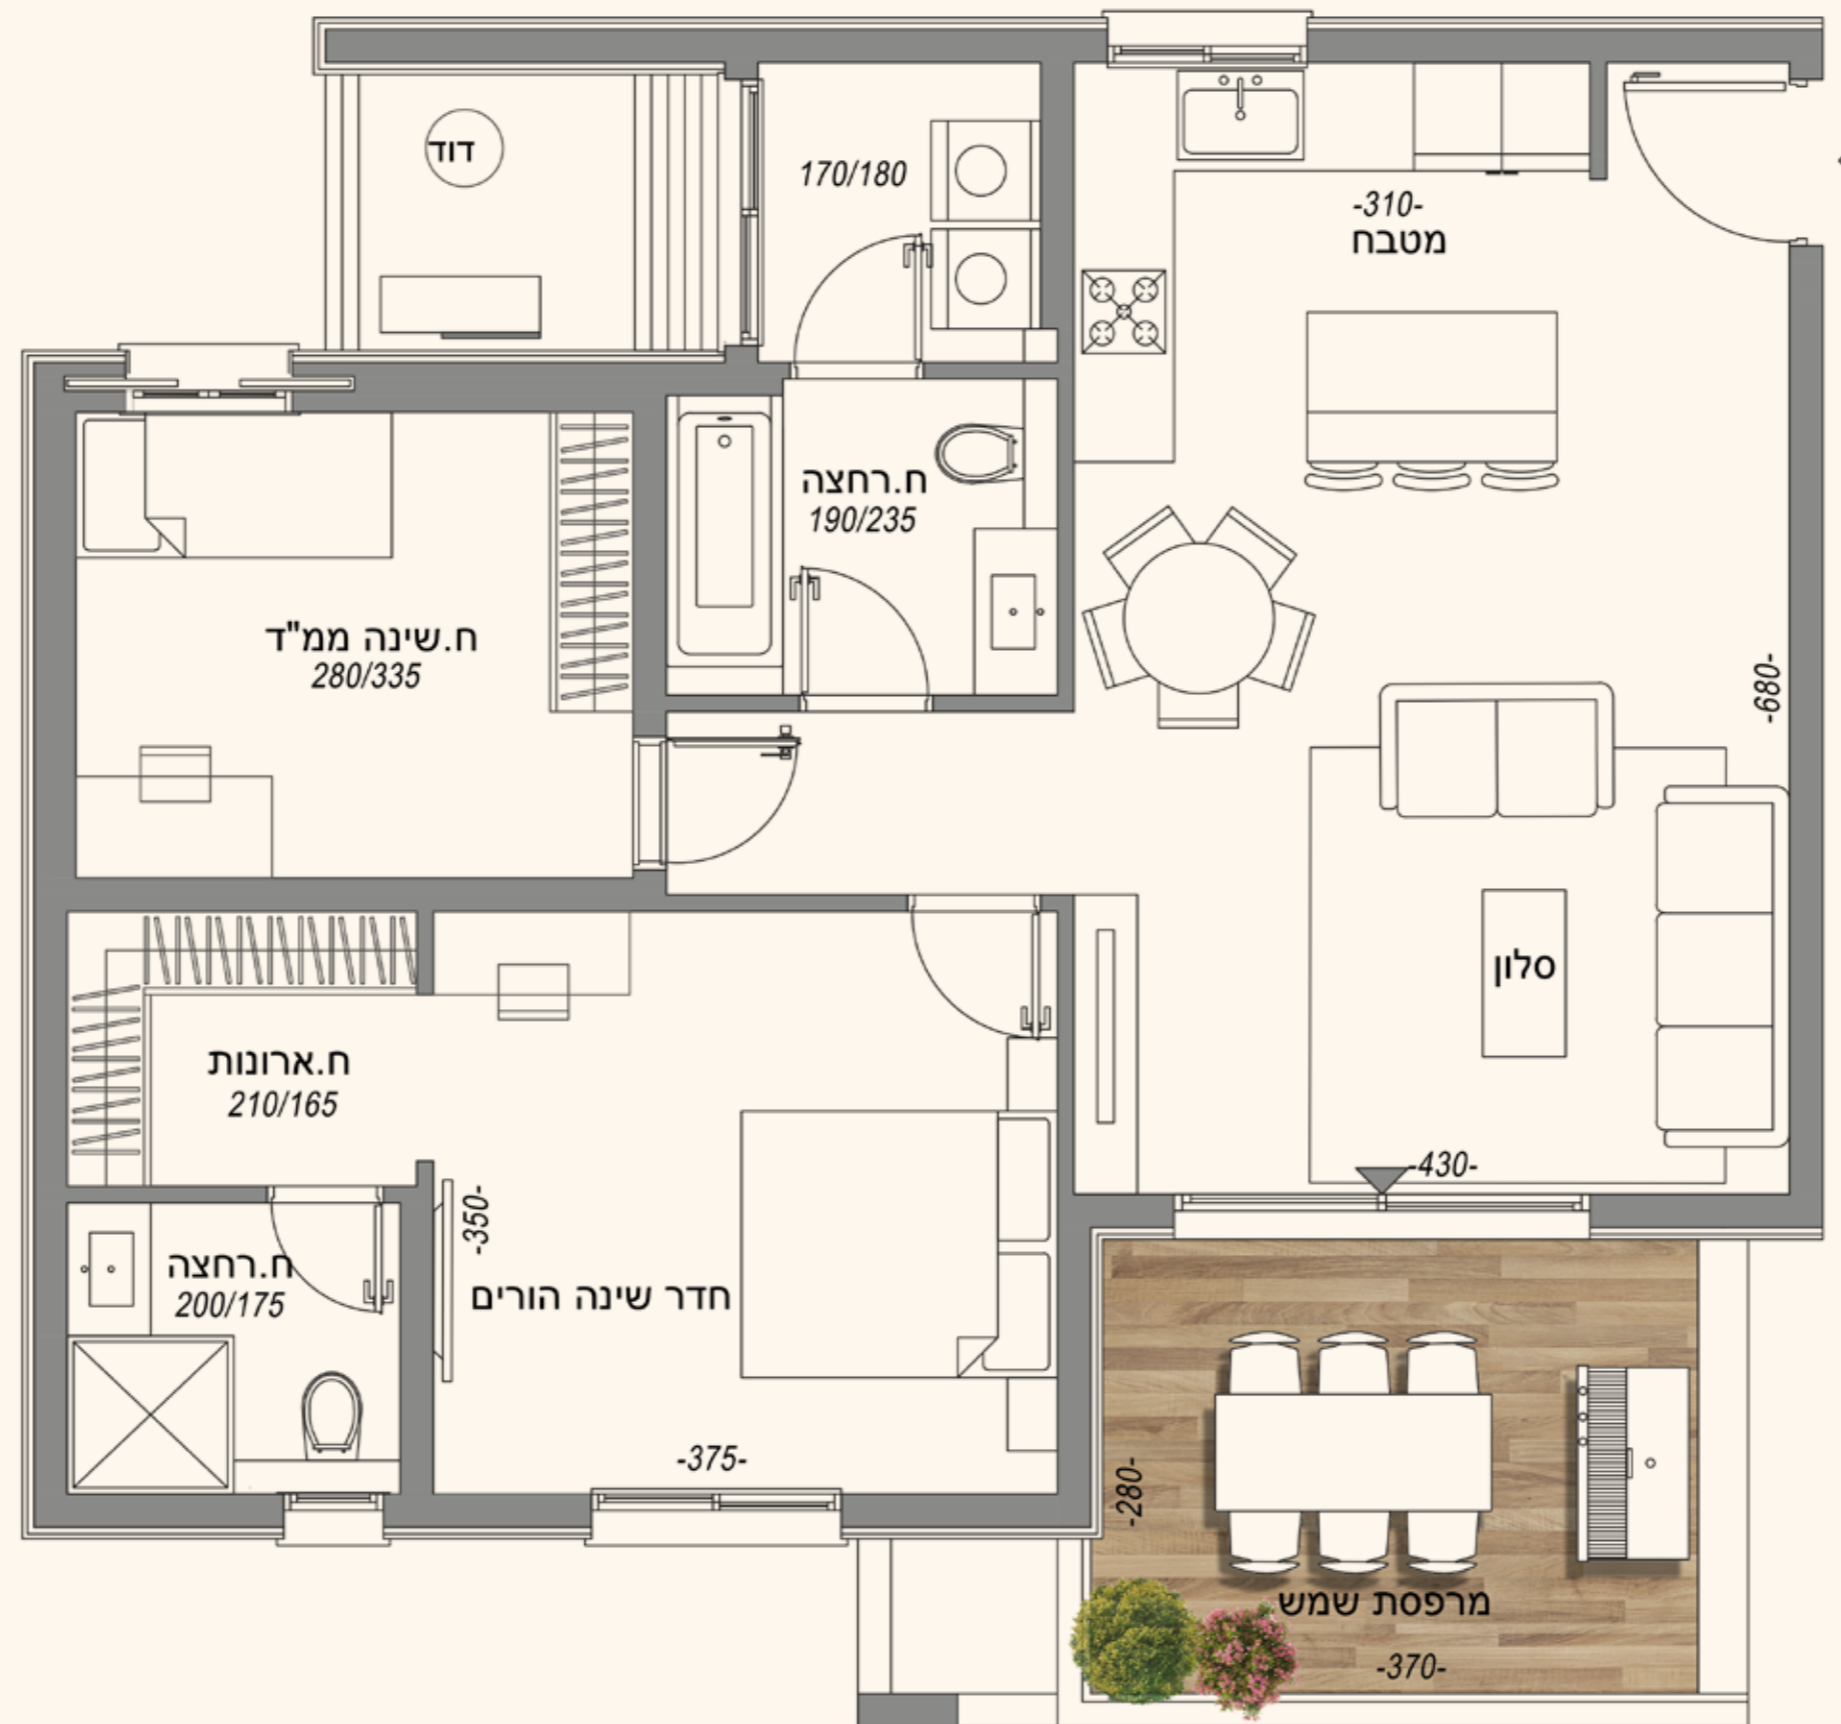 דוד
170/180
-310-
מטבח
ח.רחצה
190/235
ח.שינה ממ"ד
280/335
-680-
סלון
ח.ארונות
210/165
-430-
-350-
ח.רחצה
200/175
חדר שינה הורים
-375-
-280-
מרפסת שמש
-370-